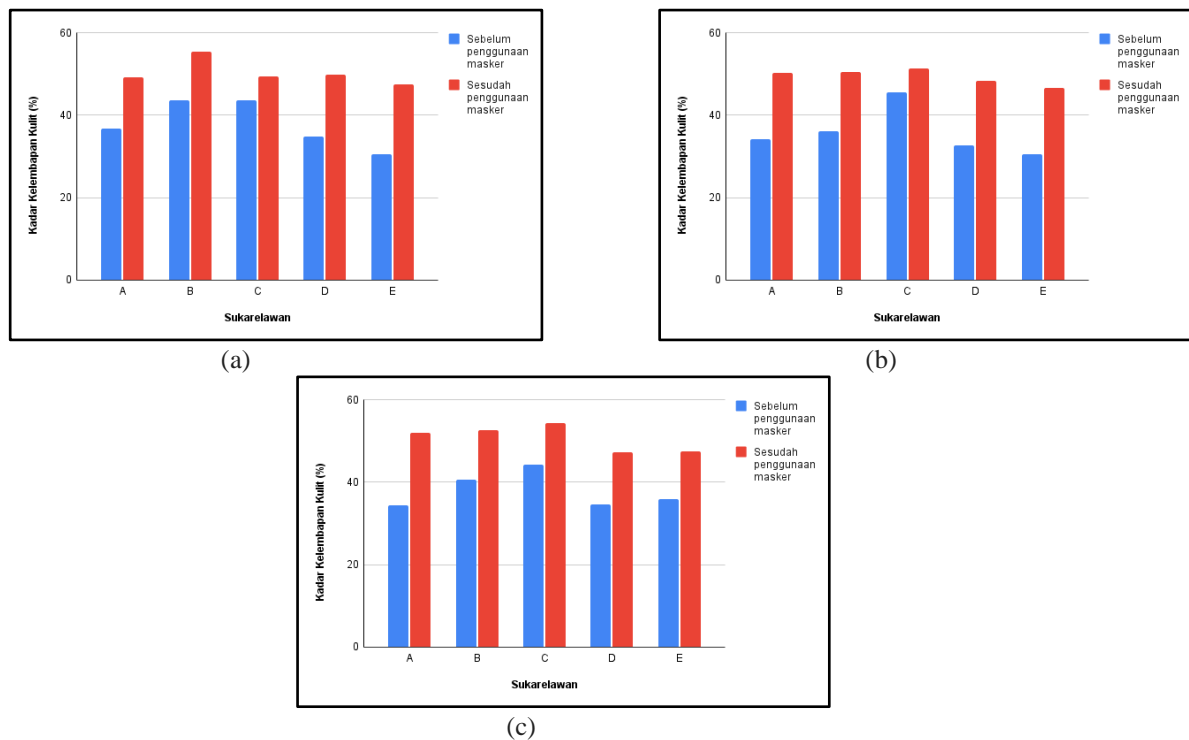 60
40
20
0
Kadar Kelembapan Kulit (%)
A B C D E
Sukarelawan
Sebelum
penggunaan
masker
Sesudah
penggunaan
masker
(a)
60
40
20
0
Kadar Kelembapan Kulit (%)
A B C D E
Sukarelawan
Sebelum
penggunaan
masker
Sesudah
penggunaan
masker
(b)
60
40
20
0
Kadar Kelembapan Kulit (%)
A B C D E
Sukarelawan
Sebelum
penggunaan
masker
Sesudah
penggunaan
masker
(c)